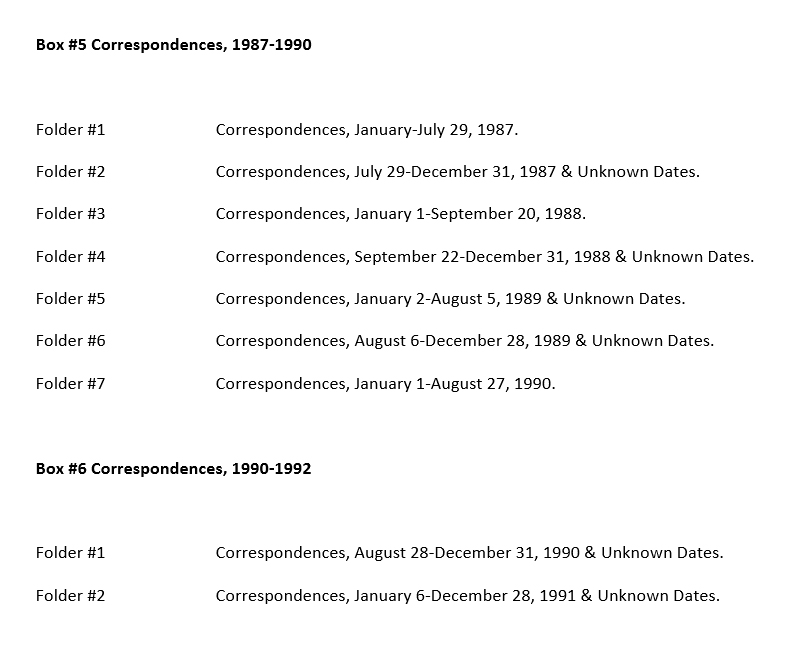 Box #5 Correspondences, 1987-1990
Folder #1 Correspondences, January-July 29, 1987.
Folder #2 Correspondences, July 29-December 31, 1987 & Unknown Dates.
Folder #3 Correspondences, January 1-September 20, 1988.
Folder #4 Correspondences, September 22-December 31, 1988 & Unknown Dates.
Folder #5 Correspondences, January 2-August 5, 1989 & Unknown Dates.
Folder #6 Correspondences, August 6-December 28, 1989 & Unknown Dates.
Folder #7 Correspondences, January 1-August 27, 1990.
Box #6 Correspondences, 1990-1992
Folder #1 Correspondences, August 28-December 31, 1990 & Unknown Dates.
Folder #2 Correspondences, January 6-December 28, 1991 & Unknown Dates.